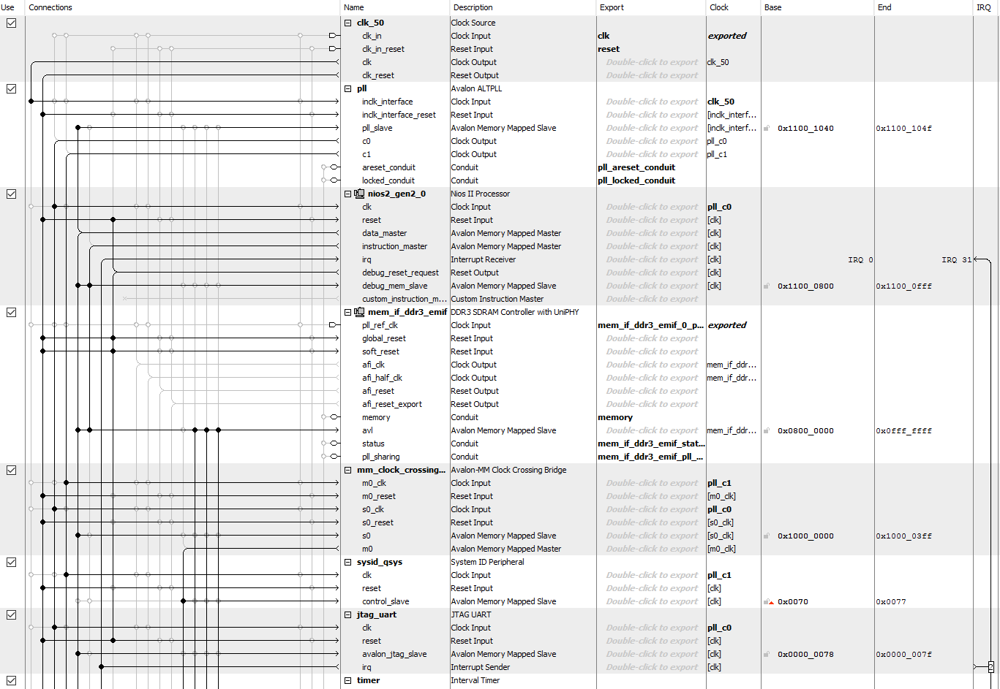 Use Connections Name Description Export Clock Base End IRQ
clk_50 Clock Source
clk_in Clock Input clk exported
clk_in_reset Reset Input reset
clk Clock Output Double-click to export clk_50
clk_reset Reset Output Double-click to export
pll Avalon ALTPLL
inclk_interface Clock Input Double-click to export clk_50
inclk_interface_reset Reset Input Double-click to export [inclk_interf...
pll_slave Avalon Memory Mapped Slave Double-click to export [inclk_interf... 0x1100_1040 0x1100_104f
c0 Clock Output Double-click to export pll_c0
c1 Clock Output Double-click to export pll_c1
areset_conduit Conduit pll_areset_conduit
locked_conduit Conduit pll_locked_conduit
nios2_gen2_0 Nios II Processor
clk Clock Input Double-click to export pll_c0
reset Reset Input Double-click to export [clk]
data_master Avalon Memory Mapped Master Double-click to export [clk]
instruction_master Avalon Memory Mapped Master Double-click to export [clk]
irq Interrupt Receiver Double-click to export [clk] IRQ 0 IRQ 31
debug_reset_request Reset Output Double-click to export [clk]
debug_mem_slave Avalon Memory Mapped Slave Double-click to export [clk] 0x1100_0800 0x1100_0fff
custom_instruction_m... Custom Instruction Master Double-click to export
mem_if_ddr3_emif DDR3 SDRAM Controller with UniPHY
pll_ref_clk Clock Input mem_if_ddr3_emif_0_p... exported
global_reset Reset Input Double-click to export
soft_reset Reset Input Double-click to export
afi_clk Clock Output Double-click to export mem_if_ddr...
afi_half_clk Clock Output Double-click to export mem_if_ddr...
afi_reset Reset Output Double-click to export
afi_reset_export Reset Output Double-click to export
memory Conduit memory
avl Avalon Memory Mapped Slave Double-click to export mem_if_ddr... 0x0800_0000 0x0fff_ffff
status Conduit mem_if_ddr3_emif_stat...
pll_sharing Conduit mem_if_ddr3_emif_pll_...
mm_clock_crossing... Avalon-MM Clock Crossing Bridge
m0_clk Clock Input Double-click to export pll_c1
m0_reset Reset Input Double-click to export [m0_clk]
s0_clk Clock Input Double-click to export pll_c0
s0_reset Reset Input Double-click to export [s0_clk]
s0 Avalon Memory Mapped Slave Double-click to export [s0_clk] 0x1000_0000 0x1000_03ff
m0 Avalon Memory Mapped Master Double-click to export [m0_clk]
sysid_qsys System ID Peripheral
clk Clock Input Double-click to export pll_c1
reset Reset Input Double-click to export [clk]
control_slave Avalon Memory Mapped Slave Double-click to export [clk] 0x0070 0x0077
jtag_uart JTAG UART
clk Clock Input Double-click to export pll_c0
reset Reset Input Double-click to export [clk]
avalon_jtag_slave Avalon Memory Mapped Slave Double-click to export [clk] 0x0000_0078 0x0000_007f
irq Interrupt Sender Double-click to export [clk] 2
timer Interval Timer